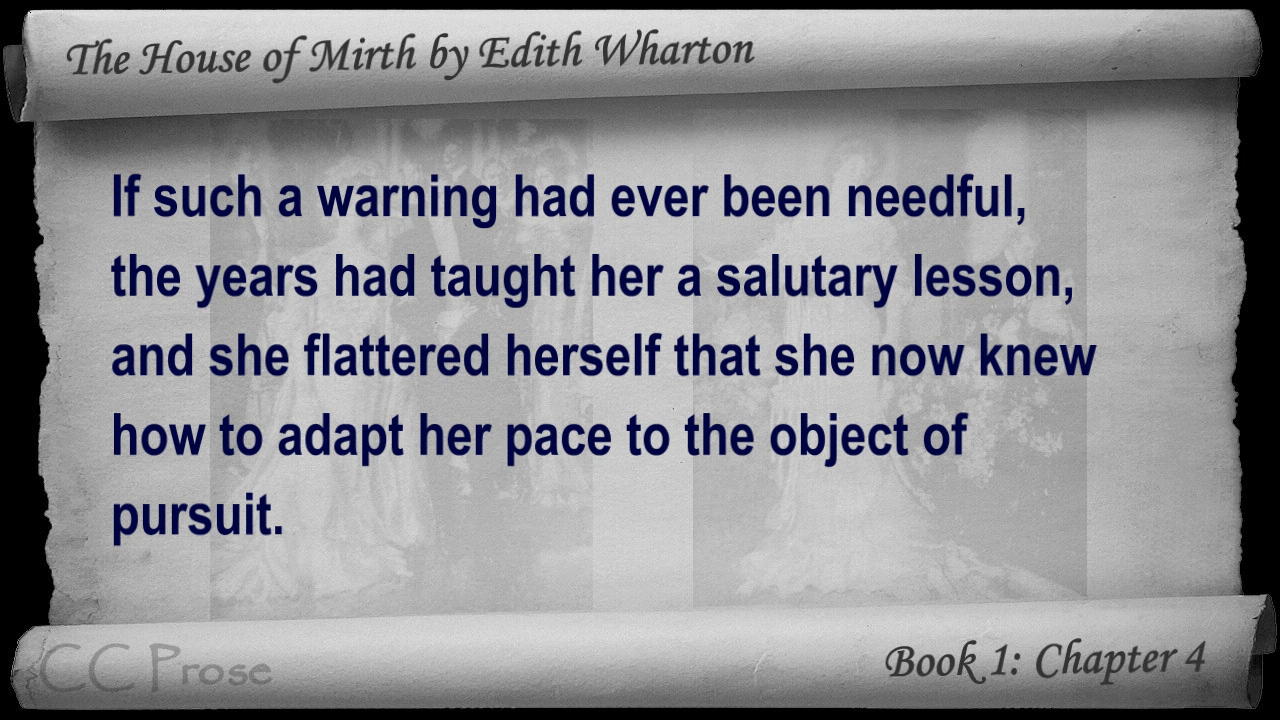 The House of Mirth by Edith Wharton
If such a warning had ever been needful,
the years had taught her a salutary lesson,
and she flattered herself that she now knew
how to adapt her pace to the object of
pursuit.
CC Prose
Book 1: Chapter 4